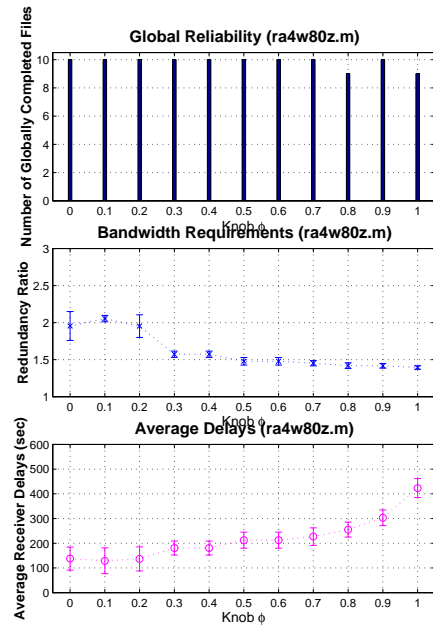 Global Reliability (ra4w80z.m)
Number of Globally Completed Files
10
8
6
4
2
0
0 0.1 0.2 0.3 0.4 0.5 0.6 0.7 0.8 0.9 1
Knob ϕ
Bandwidth Requirements (ra4w80z.m)
Redundancy Ratio
3
2.5
2
1.5
1
0 0.1 0.2 0.3 0.4 0.5 0.6 0.7 0.8 0.9 1
Average Delays (ra4w80z.m)
Average Receiver Delays (sec)
600
500
400
300
200
100
0
0 0.1 0.2 0.3 0.4 0.5 0.6 0.7 0.8 0.9 1
Knob ϕ